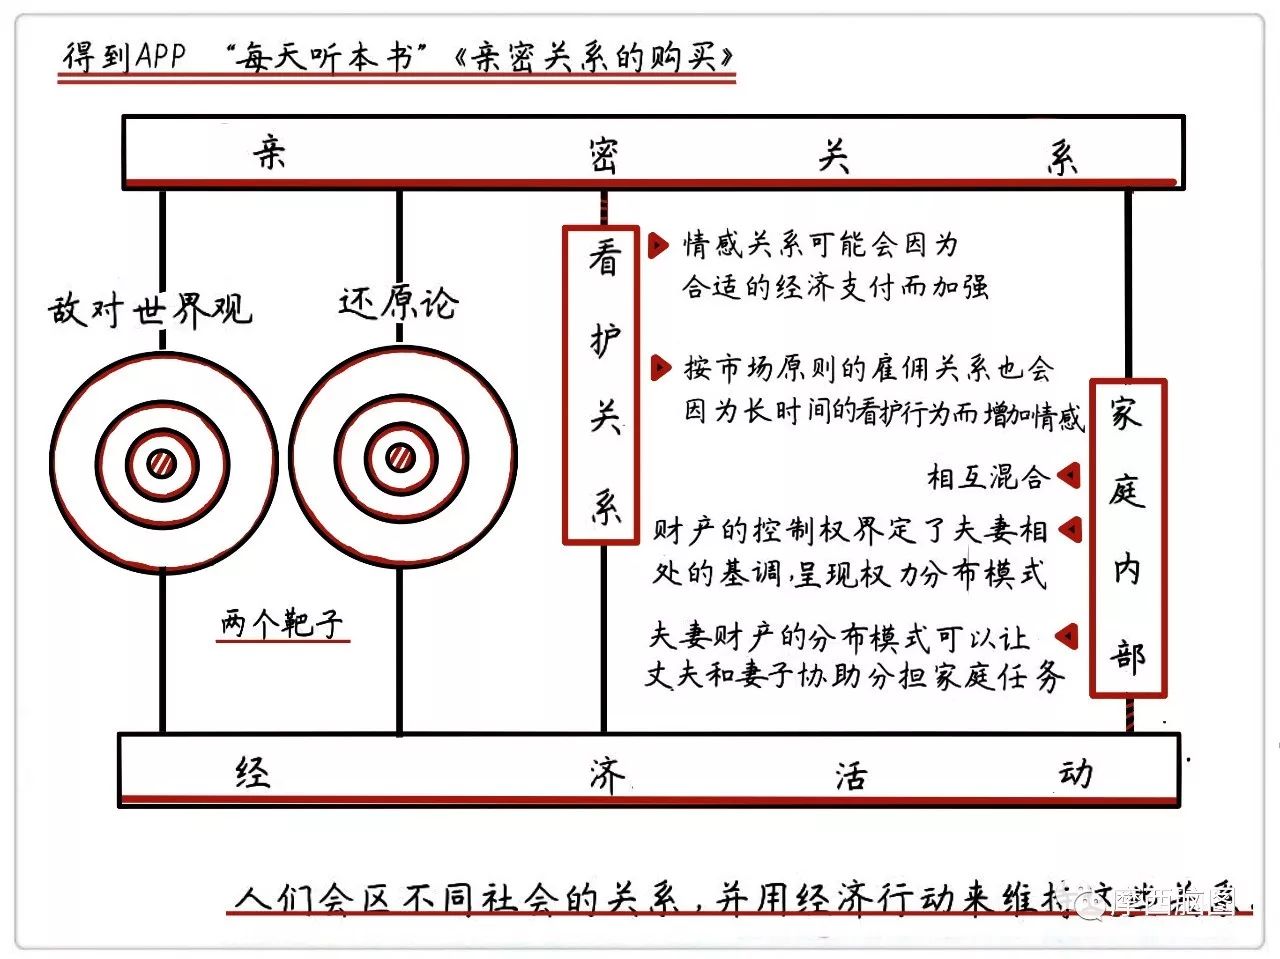 得到APP “每天听本书”《亲密关系的购买》
亲密关系
敌对世界观
还原论
两个靶子
看护关系
情感关系可能会因为
合适的经济支付而加强
按市场原则的雇佣关系也会
因为长时间的看护行为而增加情感
家庭内部
相互混合
财产的控制权界定了夫妻相
处的基调,呈现权力分布模式
夫妻财产的分布模式可以让
丈夫和妻子协助分担家庭任务
经济活动
人们会区不同社会的关系,并用经济行动来维持
摩西抠图